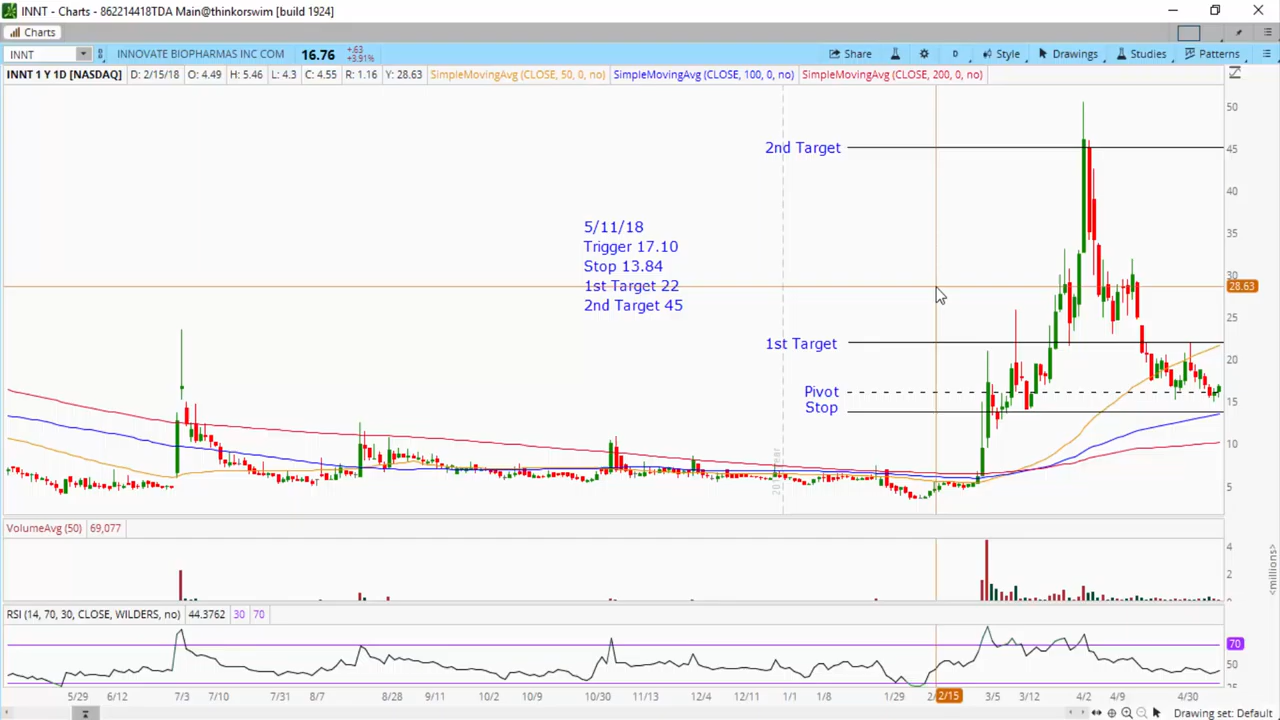 INNT - Charts - 862214418TDA Main@thinkorswim [build 1924]
Charts
INNT INNOVATE BIOPHARMAS INC COM 16.76 +.63 +3.91% Share D Style Drawings Studies Patterns
INNT 1 Y 1D [NASDAQ] D: 2/15/18 O: 4.49 H: 5.46 L: 4.3 C: 4.55 R: 1.16 Y: 28.63 SimpleMovingAvg (CLOSE, 50, 0, no) SimpleMovingAvg (CLOSE, 100, 0, no) SimpleMovingAvg (CLOSE, 200, 0, no)
50
2nd Target 45
40
5/11/18 35
Trigger 17.10
Stop 13.84 30
1st Target 22 28.63
2nd Target 45
25
1st Target
20
Pivot
Stop 15
10
5
VolumeAvg (50) 69,077
4
2
<millions>
RSI (14, 70, 30, CLOSE, WILDERS, no) 44.3762 30 70
70
50
5/29 6/12 7/3 7/10 7/31 8/7 8/28 9/11 10/2 10/9 10/30 11/13 12/4 12/11 1/1 1/8 1/29 2/15 3/5 3/12 4/2 4/9 4/30
Drawing set: Default